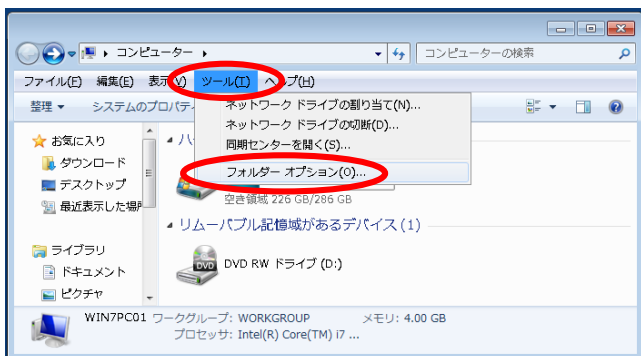 コンピューター
コンピューターの検索
ファイル(F) 編集(E) 表示(V) ツール(T) ヘルプ(H)
整理 システムのプロパティ
ネットワーク ドライブの割り当て(N)...
ネットワーク ドライブの切断(D)...
同期センターを開く(S)...
フォルダー オプション(O)...
お気に入り
ダウンロード
デスクトップ
最近表示した場所
空き領域 226 GB/286 GB
リムーバブル記憶域があるデバイス (1)
ライブラリ
ドキュメント
ピクチャ
DVD RW ドライブ (D:)
DVD
WIN7PC01 ワークグループ: WORKGROUP メモリ: 4.00 GB
プロセッサ: Intel(R) Core(TM) i7 ...